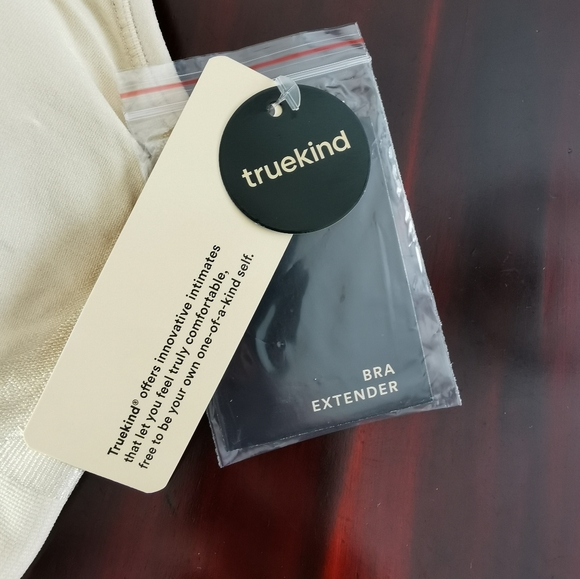 truekind
Truekind® offers innovative intimates
that let you feel truly comfortable,
free to be your own one-of-a-kind self.
BRA
EXTENDER